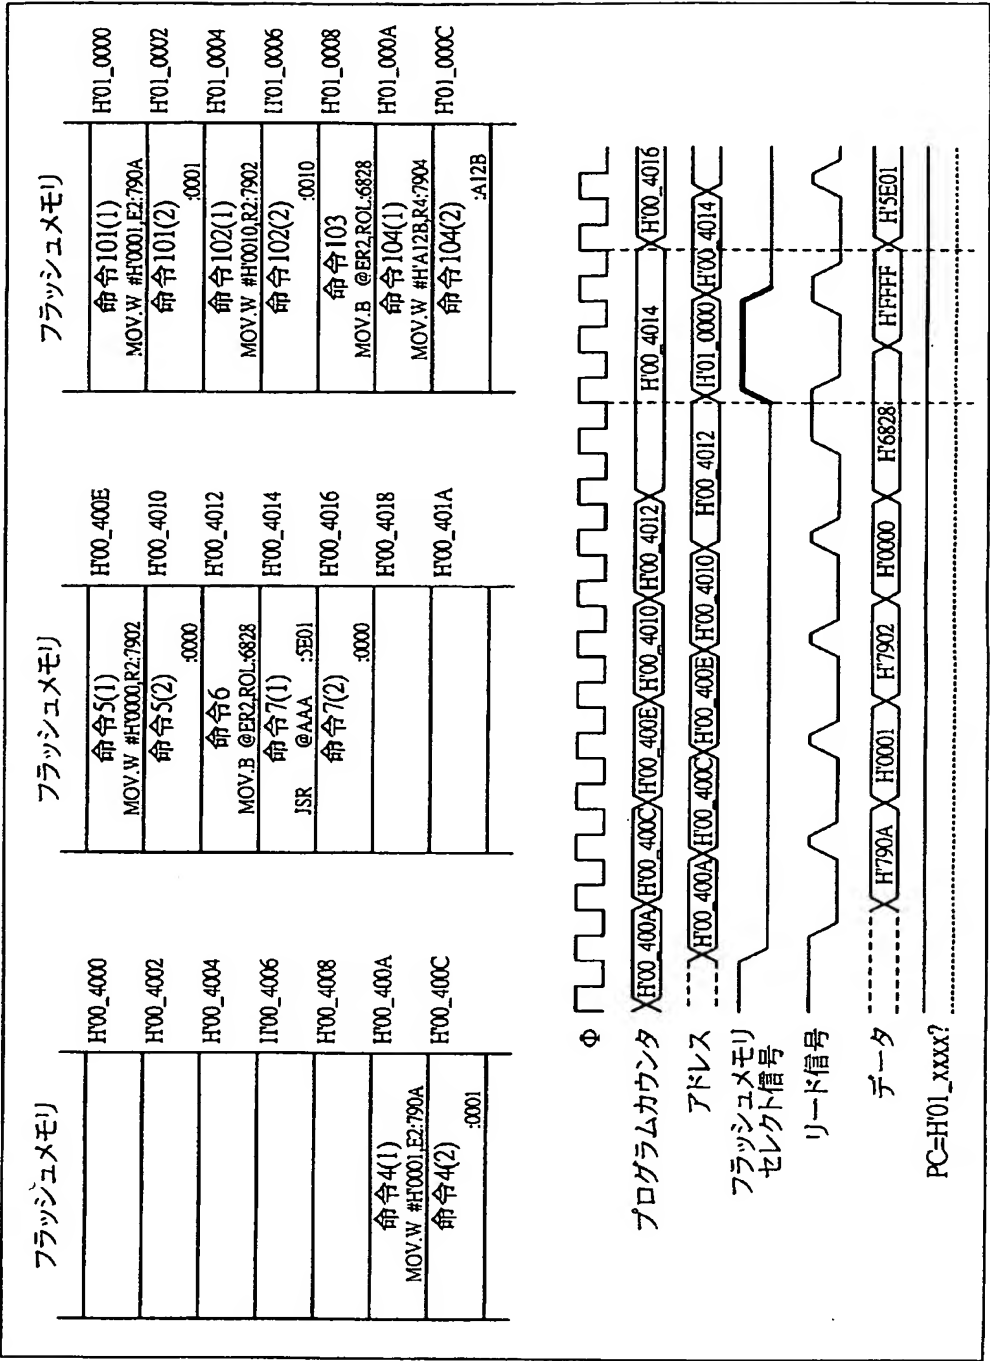 フラッシュメモリ
H'00_4000
H'00_4002
H'00_4004
H'00_4006
H'00_4008
命令4(1)
MOV.W #H'0001,E2:790A
H'00_400A
命令4(2)
:0001
H'00_400C
フラッシュメモリ
命令5(1)
MOV.W #H'0000,R2:7902
H'00_400E
命令5(2)
:0000
H'00_4010
命令6
MOV.B @ER2,ROL:6828
H'00_4012
命令7(1)
JSR @AAA :5E01
H'00_4014
命令7(2)
:0000
H'00_4016
H'00_4018
H'00_401A
フラッシュメモリ
命令101(1)
MOV.W #H'0001,E2:790A
H'01_0000
命令101(2)
:0001
H'01_0002
命令102(1)
MOV.W #H'0010,R2:7902
H'01_0004
命令102(2)
:0010
H'01_0006
命令103
MOV.B @ER2,ROL:6828
H'01_0008
命令104(1)
MOV.W #H'A12B,R4:7904
H'01_000A
命令104(2)
:A12B
H'01_000C
Φ
プログラムカウンタ
H'00_400A H'00_400C H'00_400E H'00_4010 H'00_4012 H'00_4014 H'00_4016
アドレス
H'00_400A H'00_400C H'00_400E H'00_4010 H'00_4012 H'01_0000 H'00_4014
フラッシュメモリ
セレクト信号
リード信号
データ
H'790A H'0001 H'7902 H'0000 H'6828 H'FFFF H'5E01
PC=H'01_xxxx?